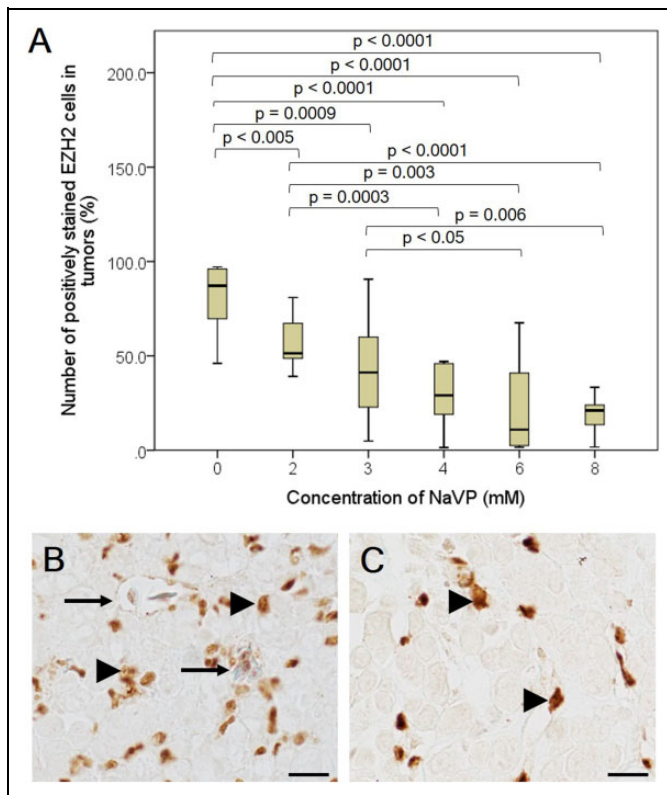 A
Number of positively stained EZH2 cells in
tumors (%)
200.0
150.0
100.0
50.0
.0
p < 0.0001
p < 0.0001
p < 0.0001
p = 0.0009
p < 0.005
p < 0.0001
p = 0.003
p = 0.0003
p = 0.006
p < 0.05
0 2 3 4 6 8
Concentration of NaVP (mM)
B
C